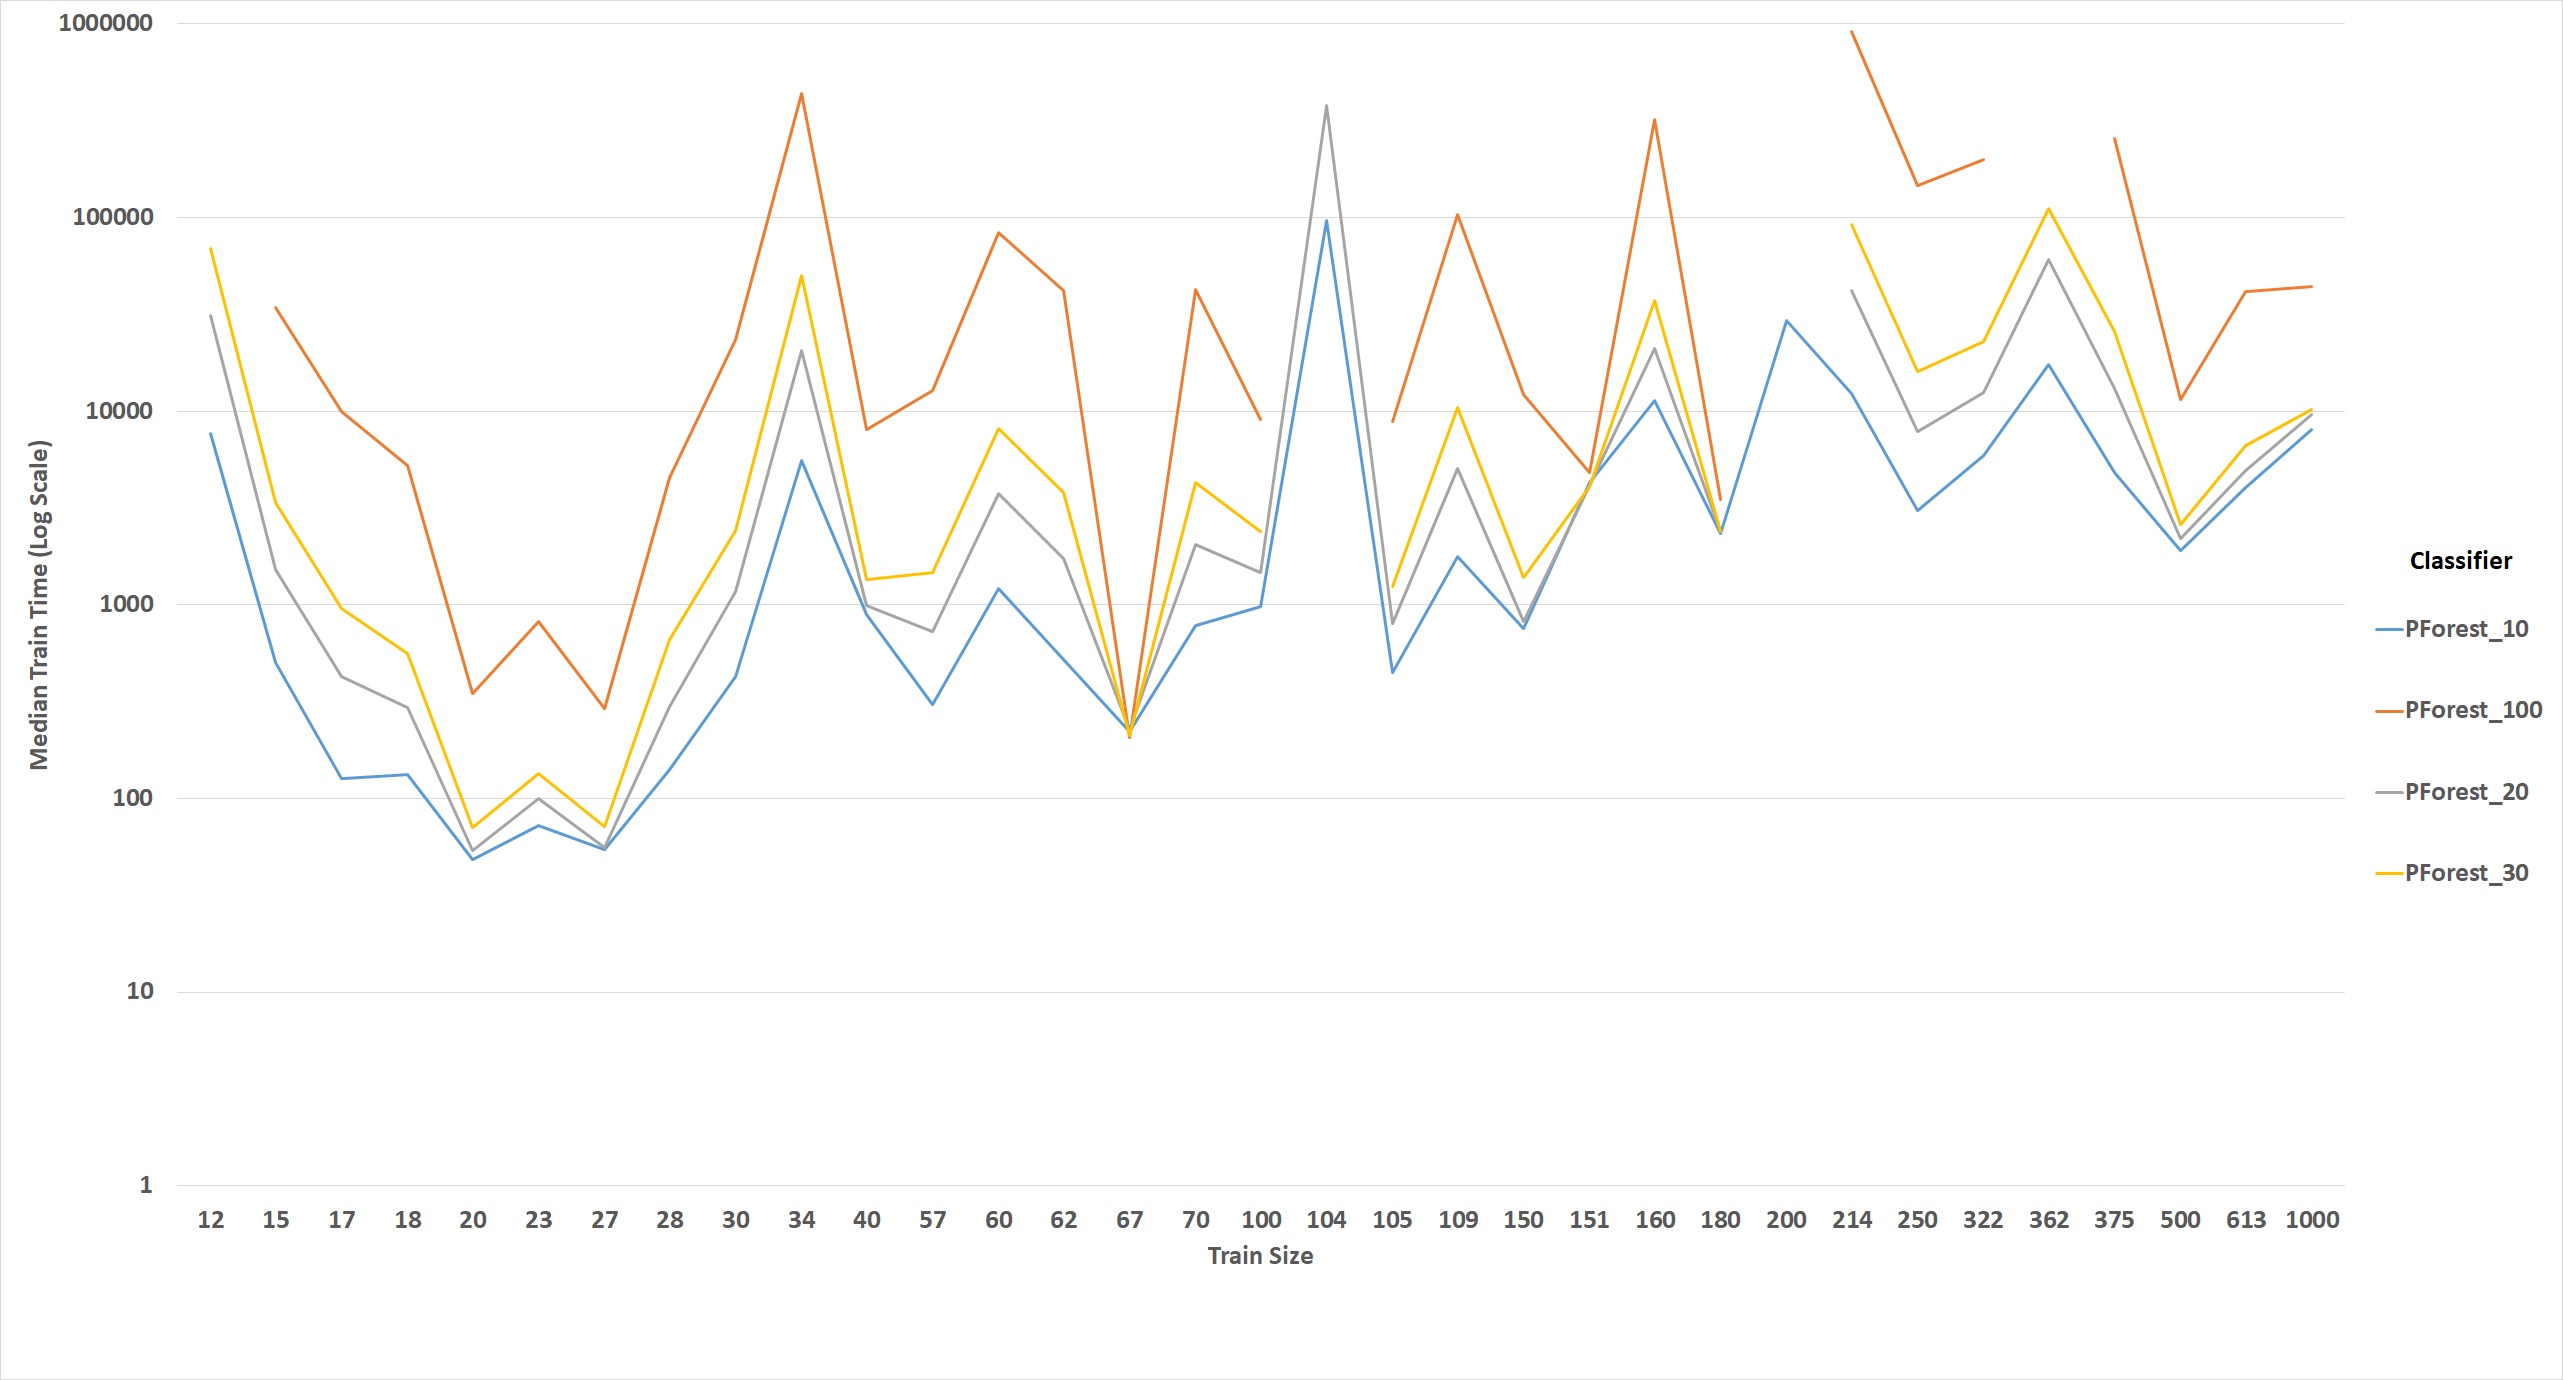 1000000
100000
10000
1000
100
10
1
Median Train Time (Log Scale)
12 15 17 18 20 23 27 28 30 34 40 57 60 62 67 70 100 104 105 109 150 151 160 180 200 214 250 322 362 375 500 613 1000
Train Size
Classifier
PForest_10
PForest_100
PForest_20
PForest_30